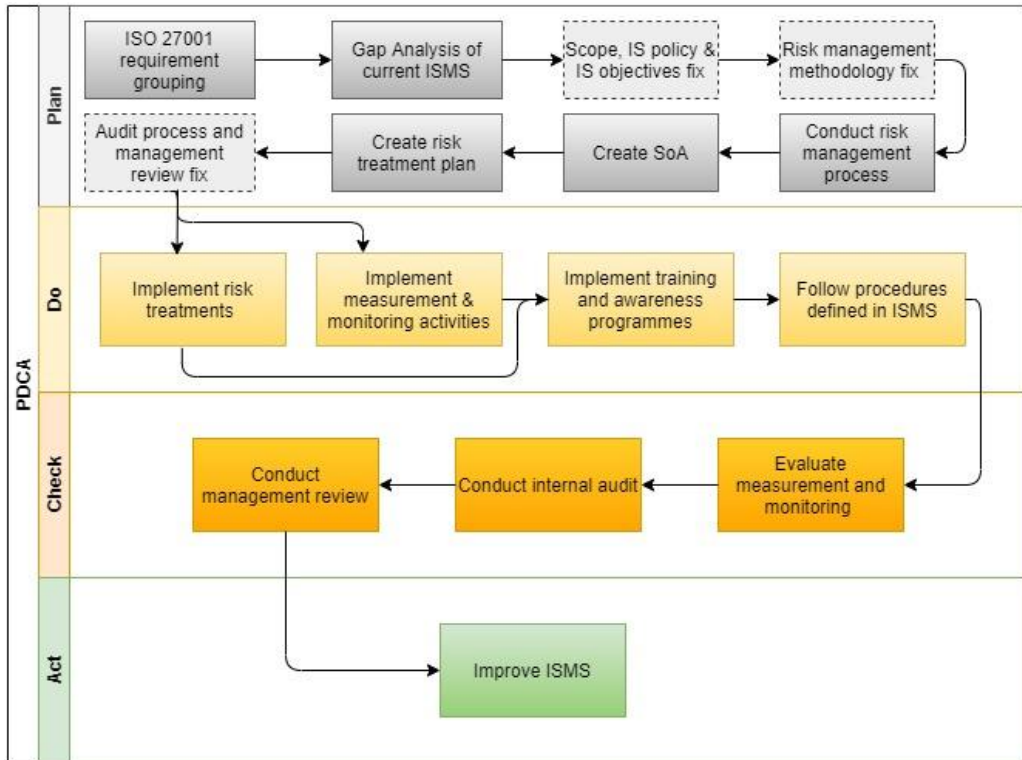 PDCA
Plan
ISO 27001
requirement
grouping
Gap Analysis of
current ISMS
Scope, IS policy &
IS objectives fix
Risk management
methodology fix
Audit process and
management
review fix
Create risk
treatment plan
Create SoA
Conduct risk
management
process
Do
Implement risk
treatments
Implement
measurement &
monitoring activities
Implement training
and awareness
programmes
Follow procedures
defined in ISMS
Check
Conduct
management review
Conduct internal audit
Evaluate
measurement and
monitoring
Act
Improve ISMS